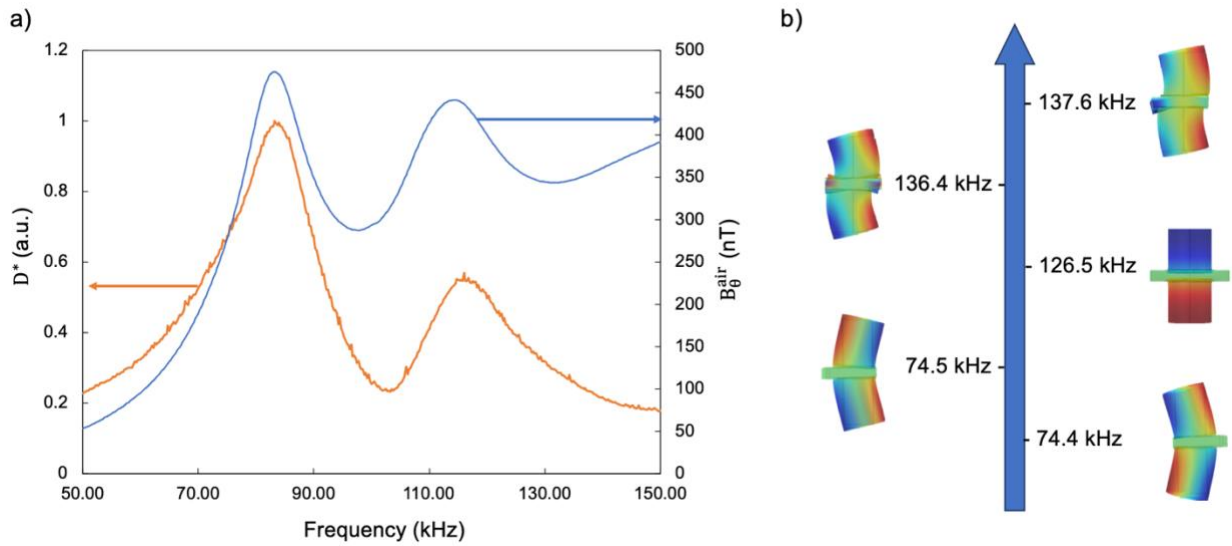 a)
b)
1.2
1
0.8
0.6
0.4
0.2
0
D* (a.u.)
500
450
400
350
300
250
200
150
100
50
0
B_θ^air (nT)
50.00 70.00 90.00 110.00 130.00 150.00
Frequency (kHz)
137.6 kHz
136.4 kHz
126.5 kHz
74.5 kHz
74.4 kHz